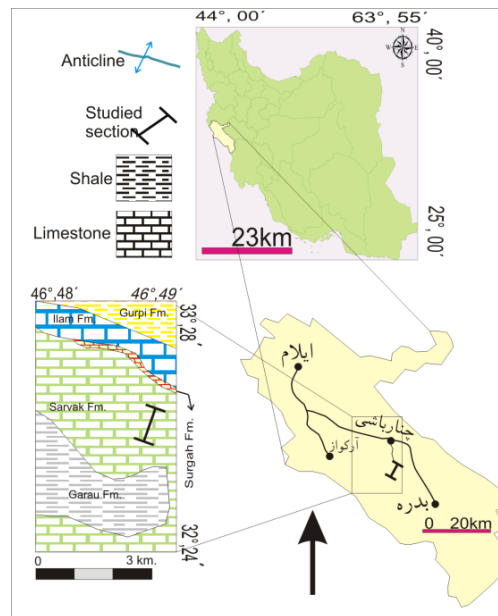 44°, 00´
63°, 55´
40°, 00´
25°, 00´
N
E
S
W
23km
Anticline
Studied
section
Shale
Limestone
46°,48´
46°,49´
33°,28´
32°,24´
Gurpi Fm.
Ilam Fm.
Sarvak Fm.
Surgah Fm.
Garau Fm.
0
3 km.
ایلام
چنارباشی
آرکواز
بدره
0
20km